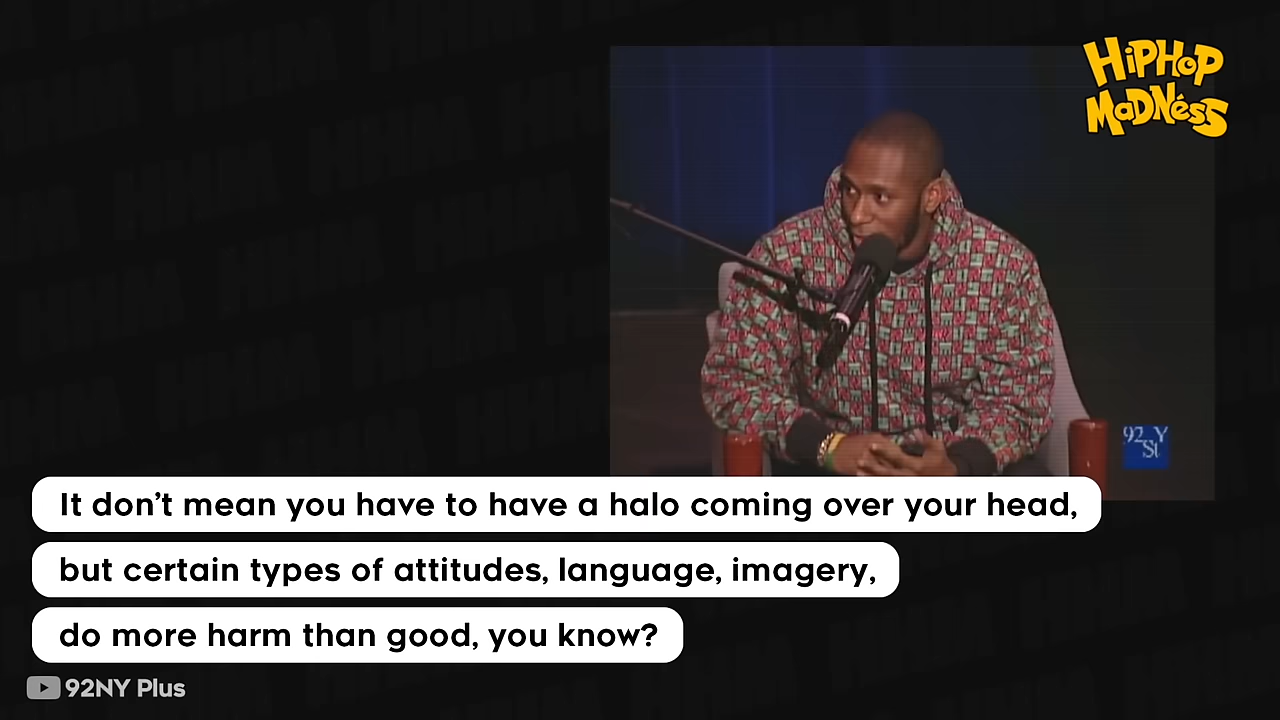 HiPHoP
MaDNéss
92 Y
St
It don't mean you have to have a halo coming over your head,
but certain types of attitudes, language, imagery,
do more harm than good, you know?
92NY Plus